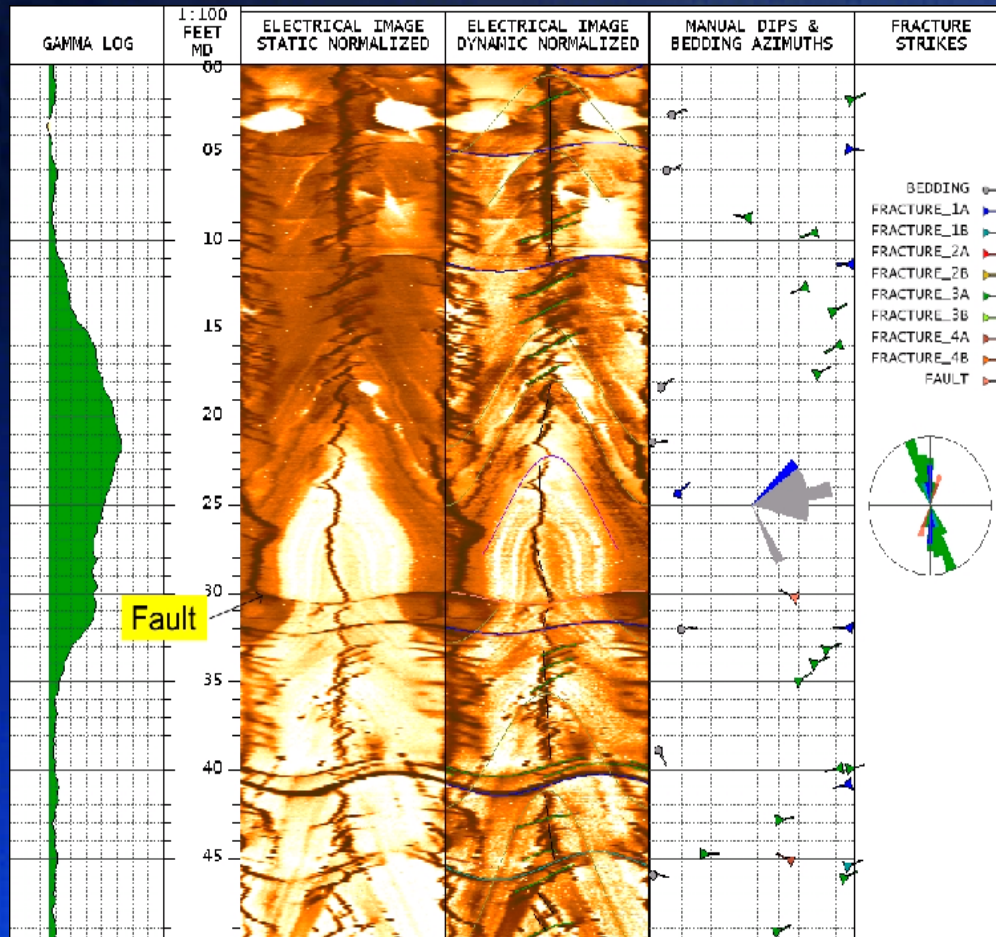 GAMMA LOG
1:100
FEET
MD
ELECTRICAL IMAGE
STATIC NORMALIZED
ELECTRICAL IMAGE
DYNAMIC NORMALIZED
MANUAL DIPS &
BEDDING AZIMUTHS
FRACTURE
STRIKES
00
05
10
15
20
25
30
35
40
45
Fault
BEDDING
FRACTURE_1A
FRACTURE_1B
FRACTURE_2A
FRACTURE_2B
FRACTURE_3A
FRACTURE_3B
FRACTURE_4A
FRACTURE_4B
FAULT